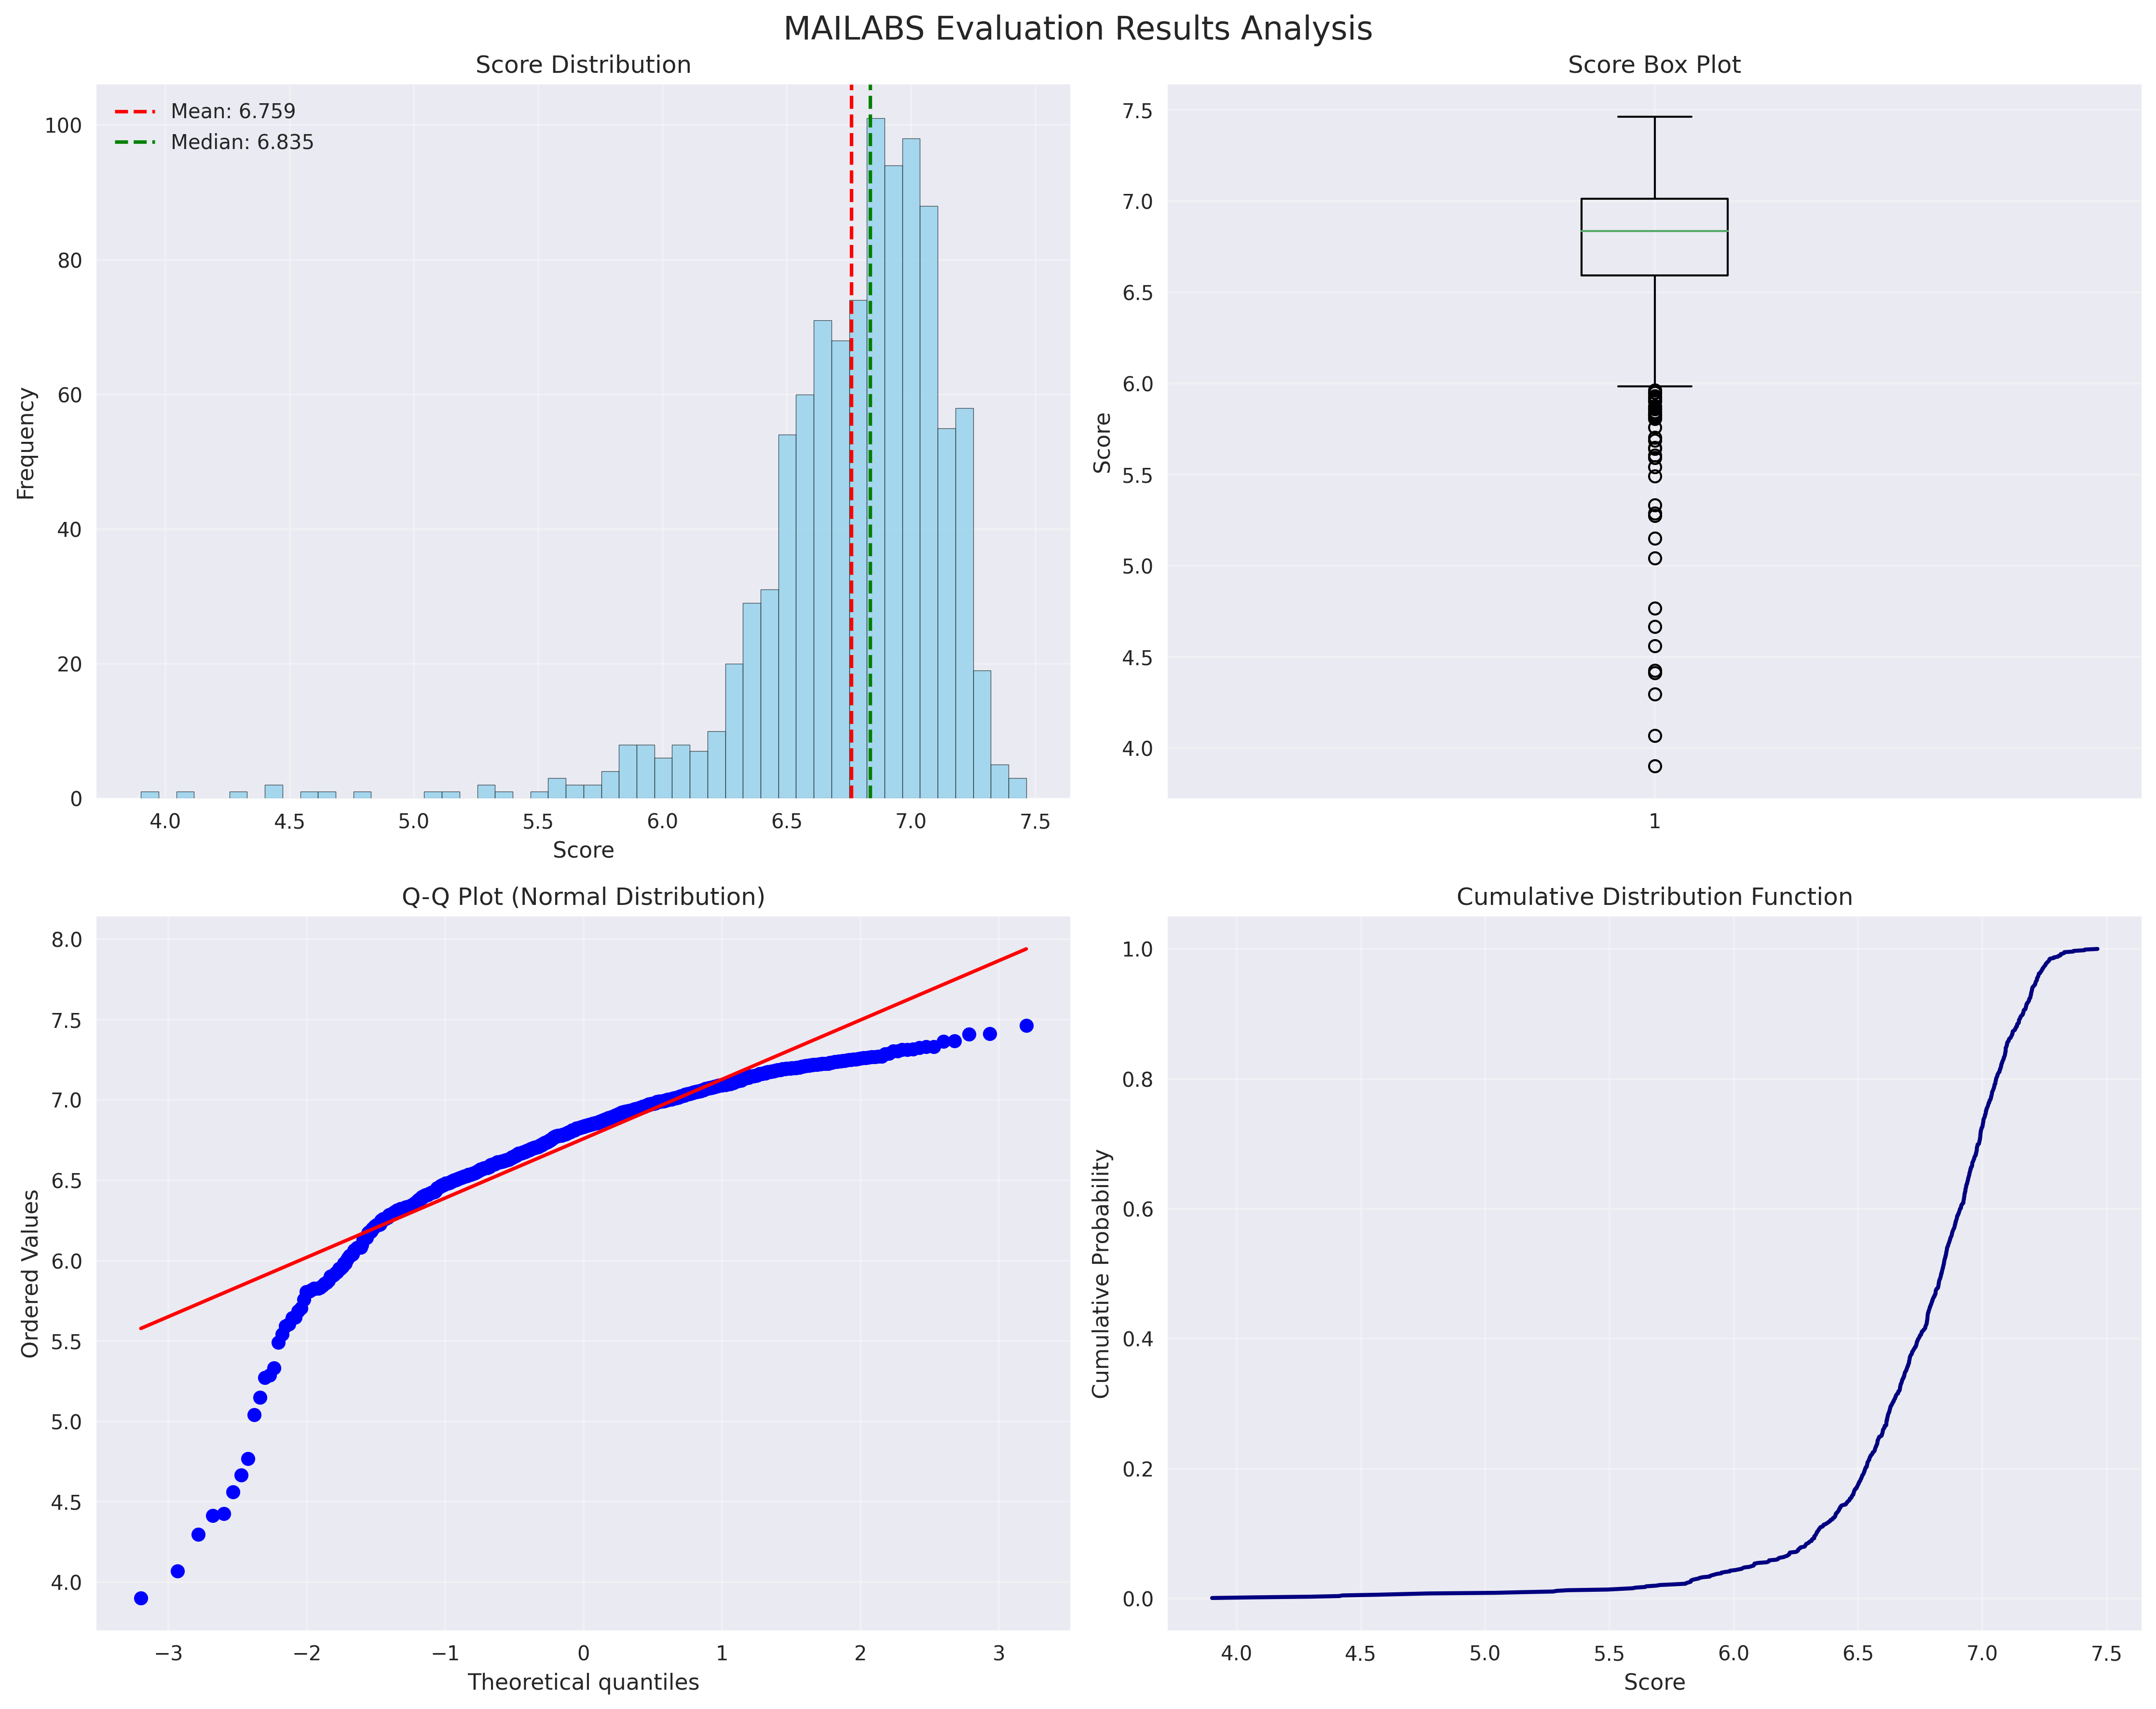 MAILABS Evaluation Results Analysis
Score Distribution
Mean: 6.759
Median: 6.835
Frequency
100
80
60
40
20
0
4.0 4.5 5.0 5.5 6.0 6.5 7.0 7.5
Score
Score Box Plot
Score
7.5
7.0
6.5
6.0
5.5
5.0
4.5
4.0
1
Q-Q Plot (Normal Distribution)
Ordered Values
8.0
7.5
7.0
6.5
6.0
5.5
5.0
4.5
4.0
−3 −2 −1 0 1 2 3
Theoretical quantiles
Cumulative Distribution Function
Cumulative Probability
1.0
0.8
0.6
0.4
0.2
0.0
4.0 4.5 5.0 5.5 6.0 6.5 7.0 7.5
Score